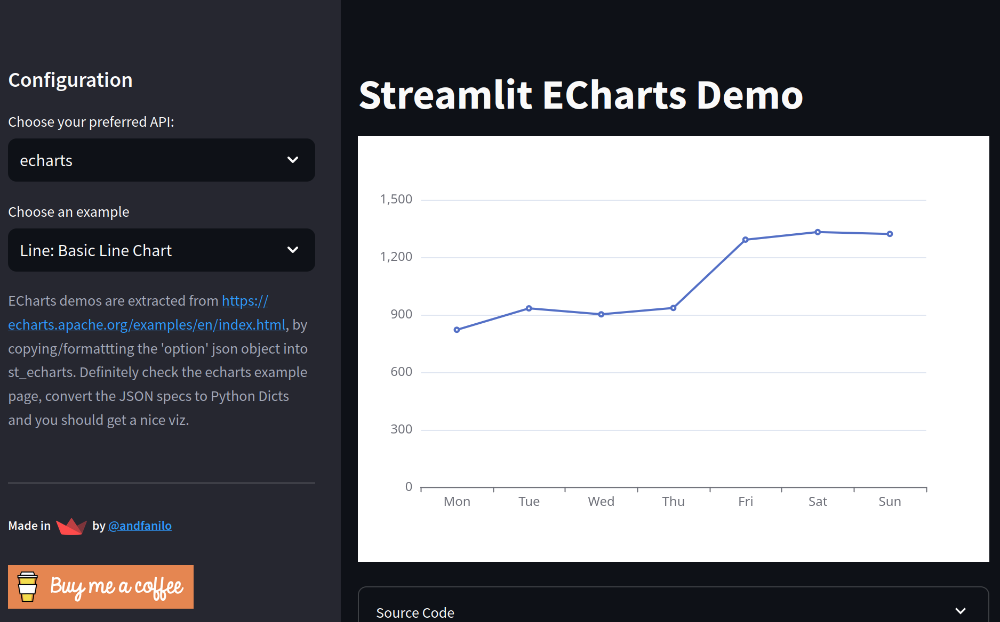 Configuration
Choose your preferred API:
echarts
Choose an example
Line: Basic Line Chart
ECharts demos are extracted from https://
echarts.apache.org/examples/en/index.html, by
copying/formattting the 'option' json object into
st_echarts. Definitely check the echarts example
page, convert the JSON specs to Python Dicts
and you should get a nice viz.
Made in by @andfanilo
Buy me a coffee
Streamlit ECharts Demo
1,500
1,200
900
600
300
0
Mon Tue Wed Thu Fri Sat Sun
Source Code